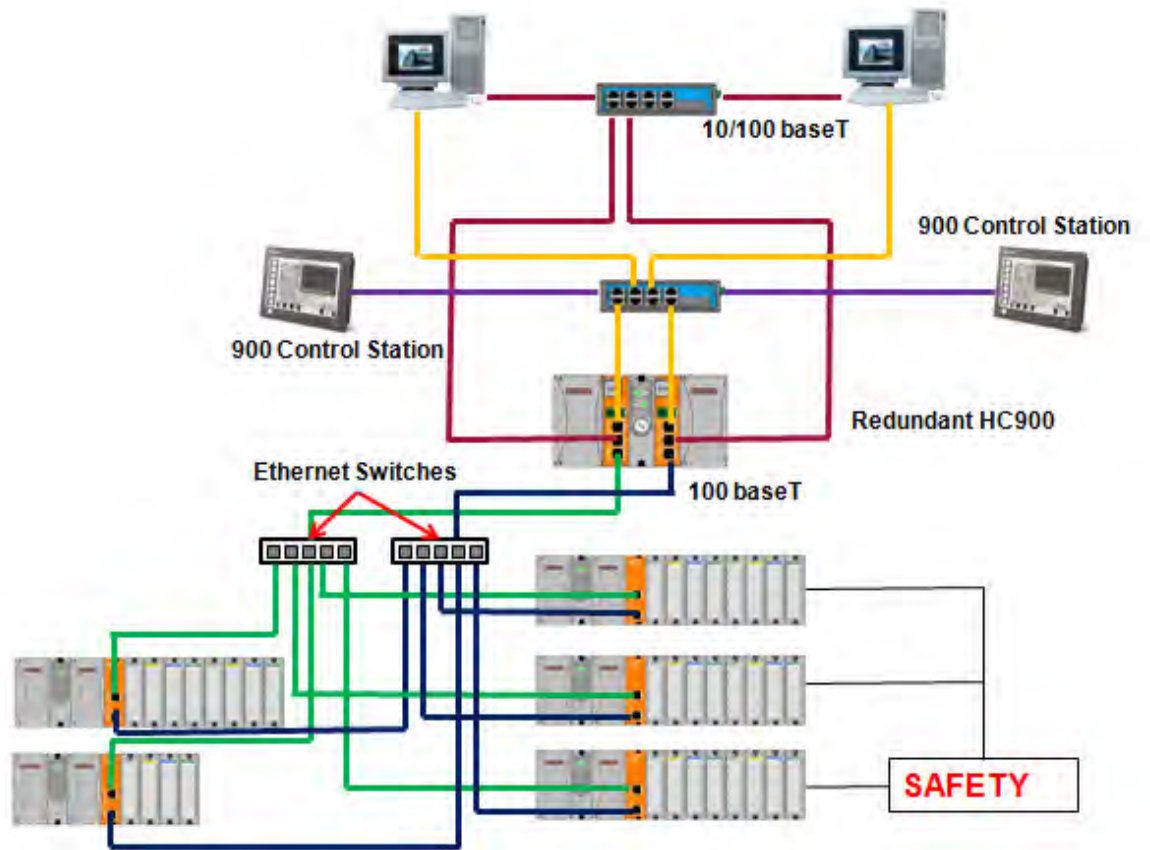 10/100 baseT
900 Control Station
900 Control Station
Redundant HC900
Ethernet Switches
100 baseT
SAFETY